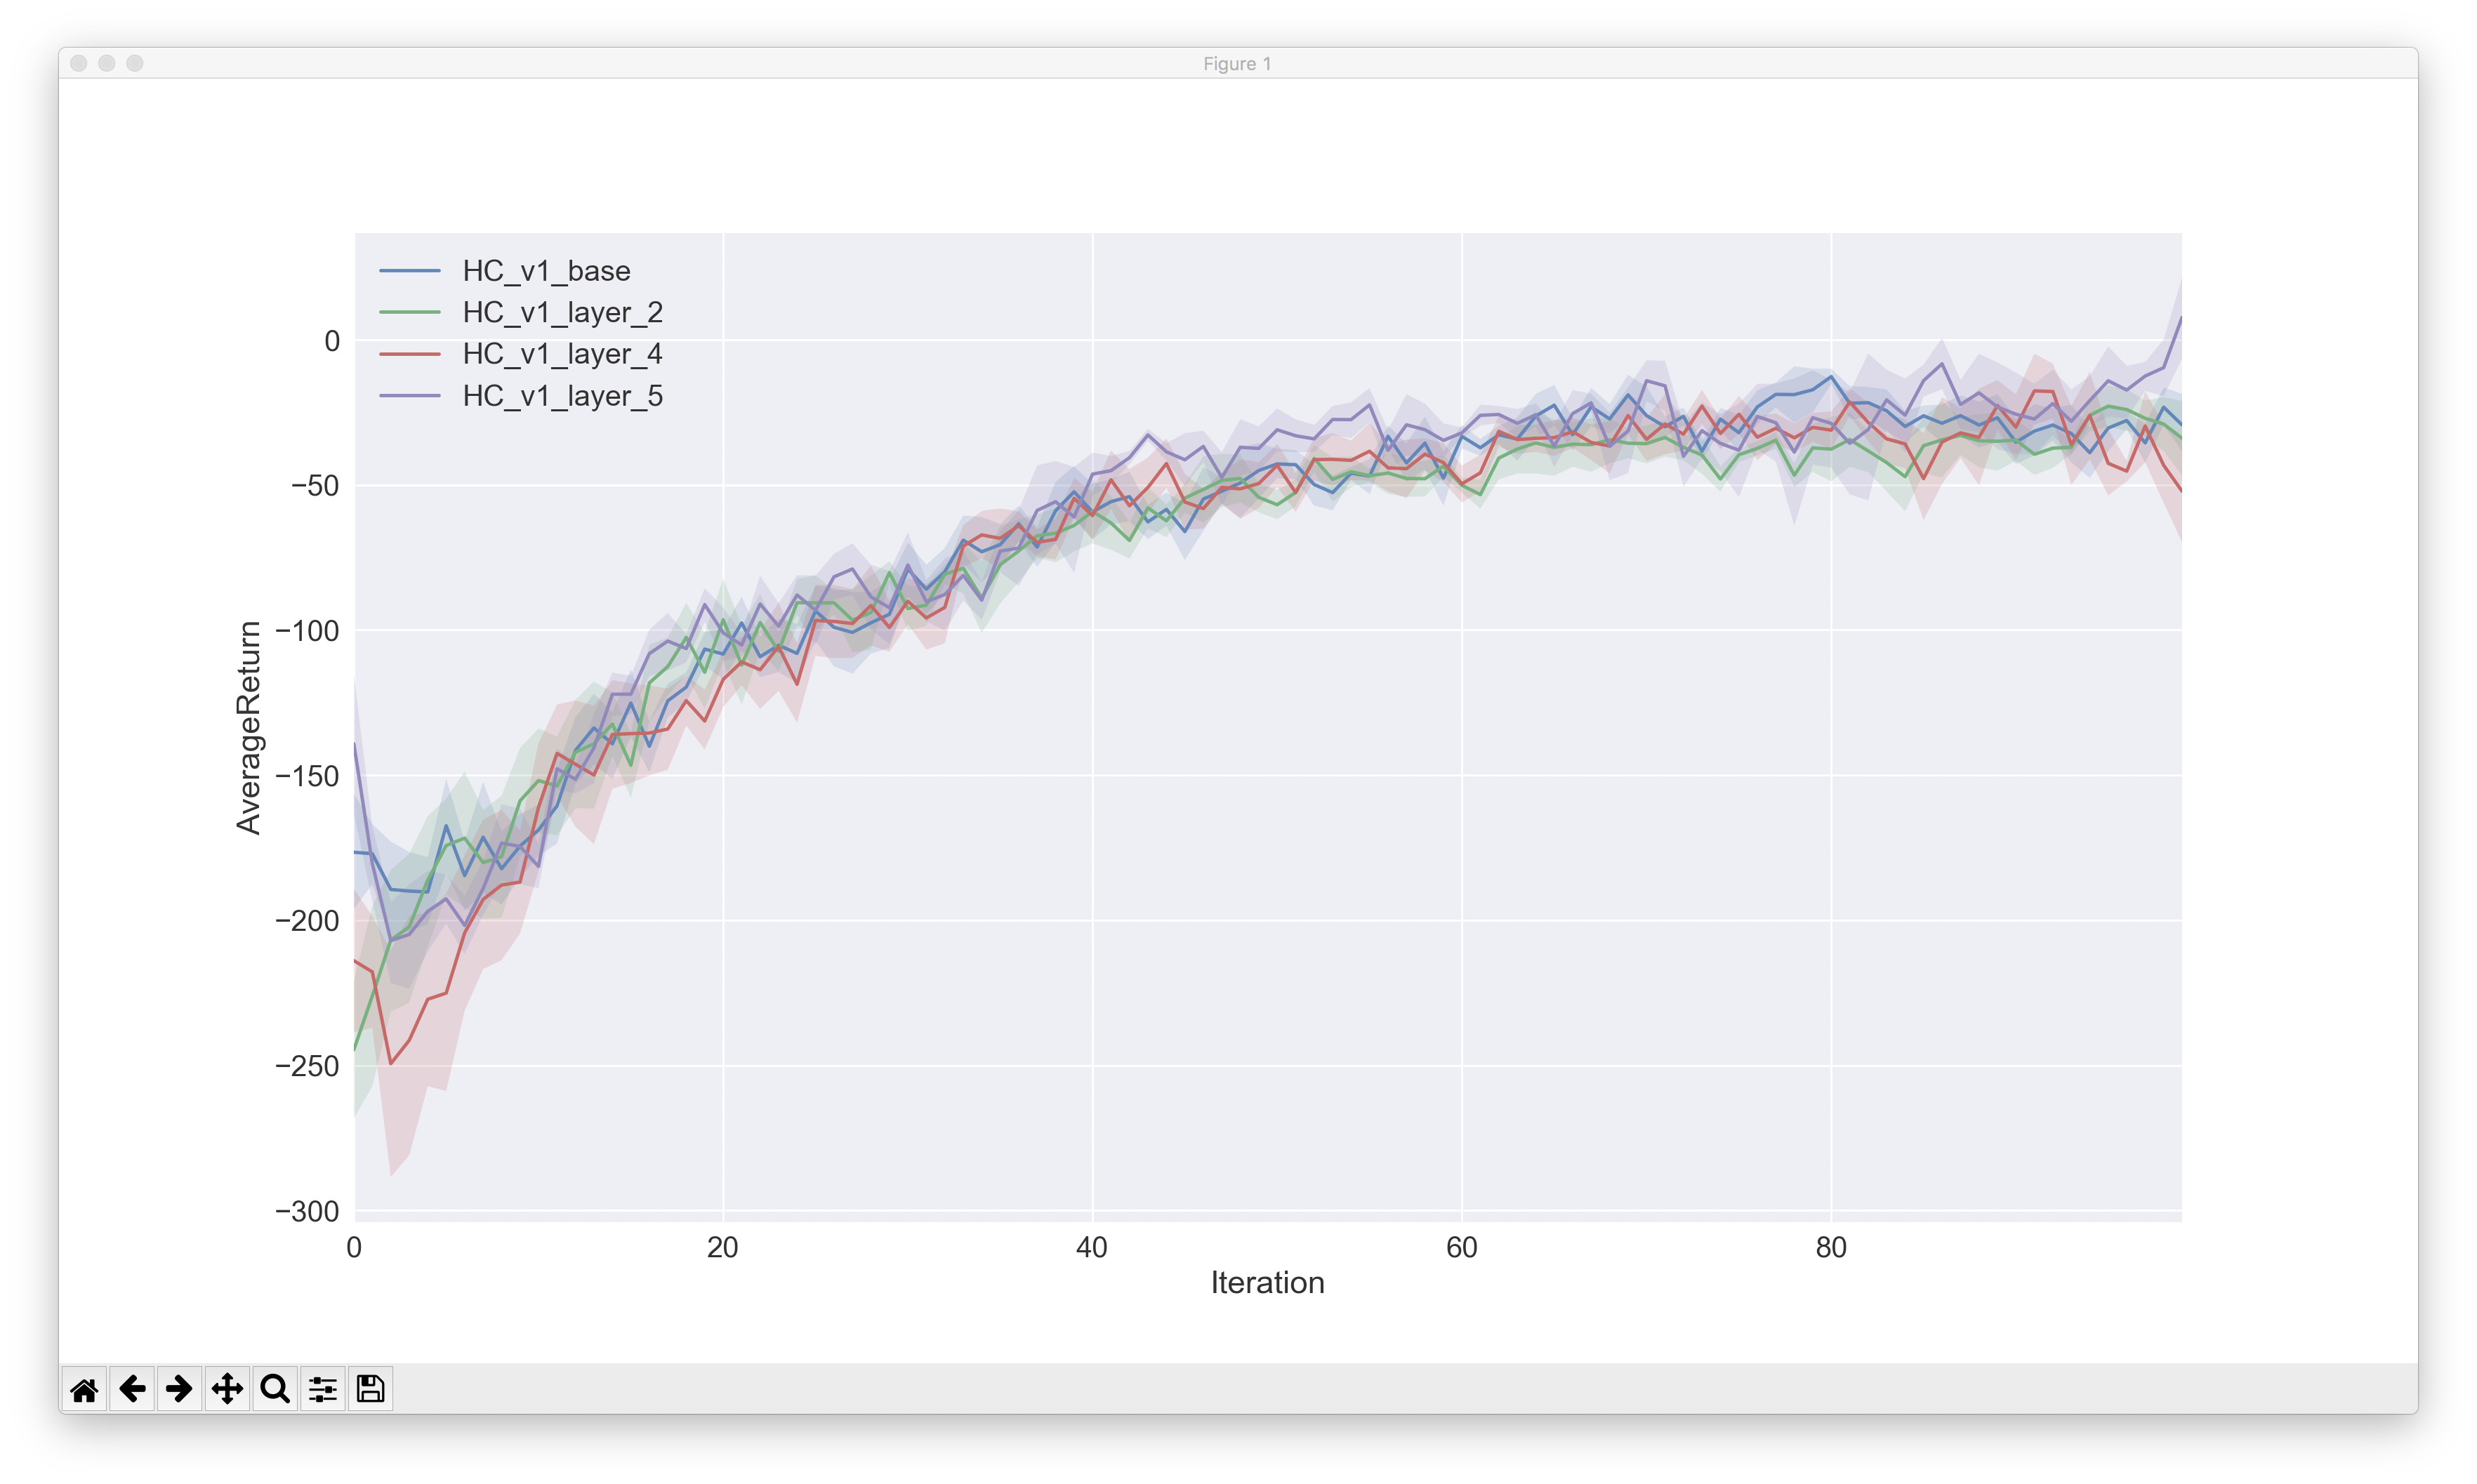 Figure 1
HC_v1_base
HC_v1_layer_2
HC_v1_layer_4
HC_v1_layer_5
0
−50
−100
−150
−200
−250
−300
AverageReturn
0 20 40 60 80
Iteration